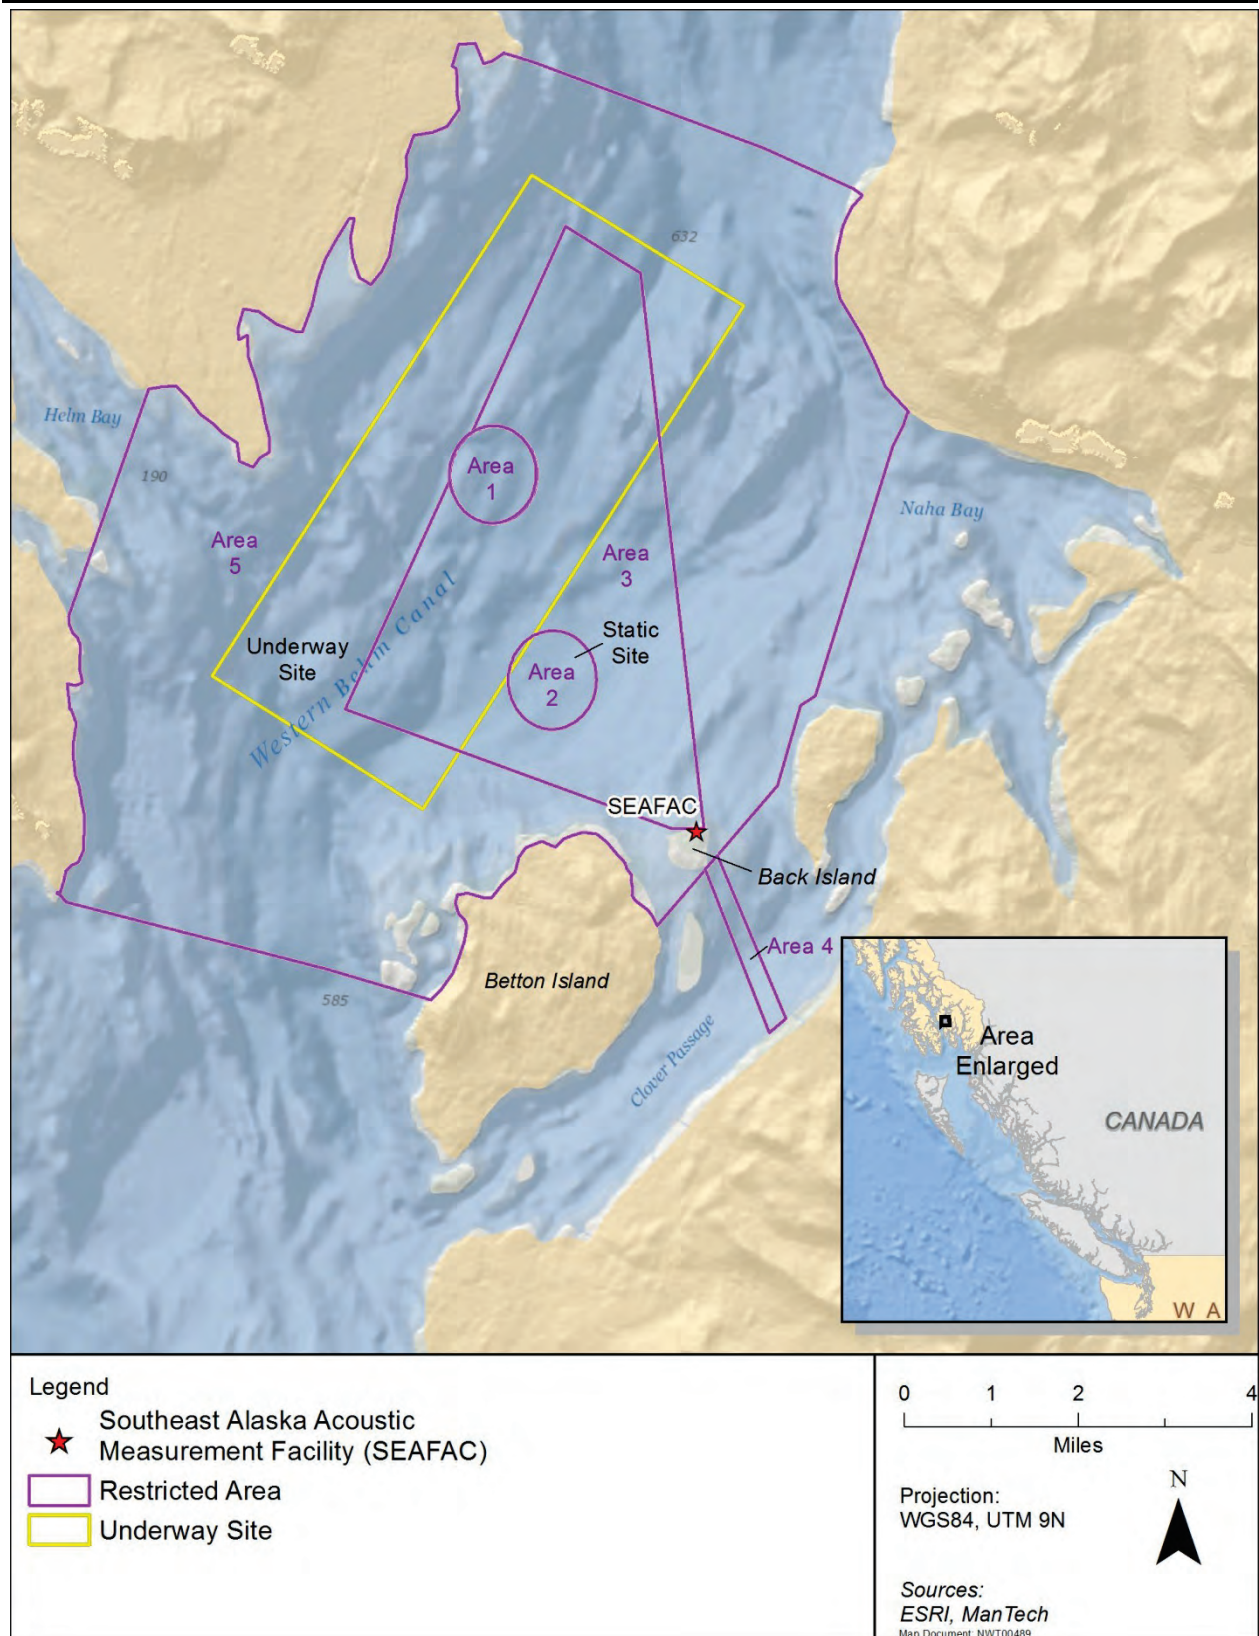 632
Helm Bay
190
Area
1
Naha Bay
Area
5
Area
3
Western Behm Canal
Underway
Site
Static
Site
Area
2
SEAFAC
Back Island
Area 4
Betton Island
585
Clover Passage
Area
Enlarged
CANADA
W A
Legend
Southeast Alaska Acoustic
Measurement Facility (SEAFAC)
Restricted Area
Underway Site
0 1 2 4
Miles
N
Projection:
WGS84, UTM 9N
Sources:
ESRI, ManTech
Map Document: NWT00489